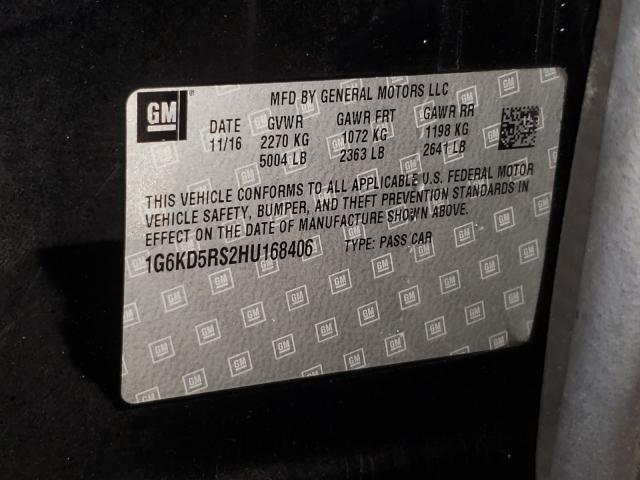 GM ®
MFD BY GENERAL MOTORS LLC
DATE GVWR GAWR FRT GAWR RR
11/16 2270 KG 1072 KG 1198 KG
5004 LB 2363 LB 2641 LB
THIS VEHICLE CONFORMS TO ALL APPLICABLE U.S. FEDERAL MOTOR
VEHICLE SAFETY, BUMPER, AND THEFT PREVENTION STANDARDS IN
EFFECT ON THE DATE OF MANUFACTURE SHOWN ABOVE.
1G6KD5RS2HU168406 TYPE: PASS CAR